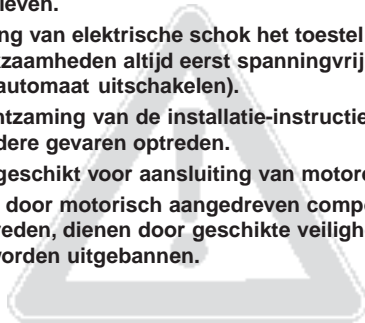 leven.
ng van elektrische schok het toestel
kzaamheden altijd eerst spanningvrij
automaat uitschakelen).
ntzaming van de installatie-instructie
dere gevaren optreden.
geschikt voor aansluiting van motore
door motorisch aangedreven compo
reden, dienen door geschikte veiligh
worden uitgebannen.